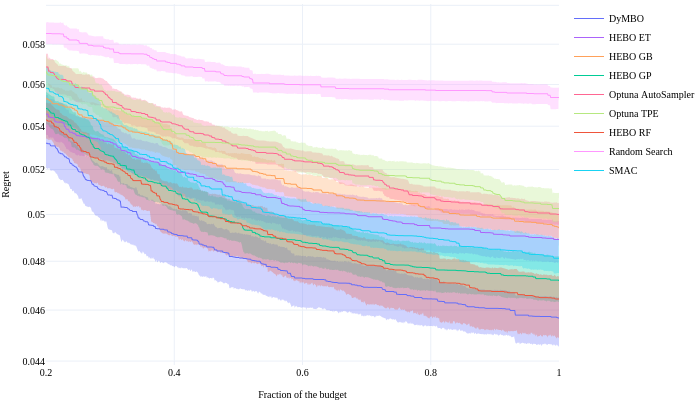 0.058
0.056
0.054
0.052
0.05
0.048
0.046
0.044
Regret
0.2
0.4
0.6
0.8
1
Fraction of the budget
DyMBO
HEBO ET
HEBO GB
HEBO GP
Optuna AutoSampler
Optuna TPE
HEBO RF
Random Search
SMAC